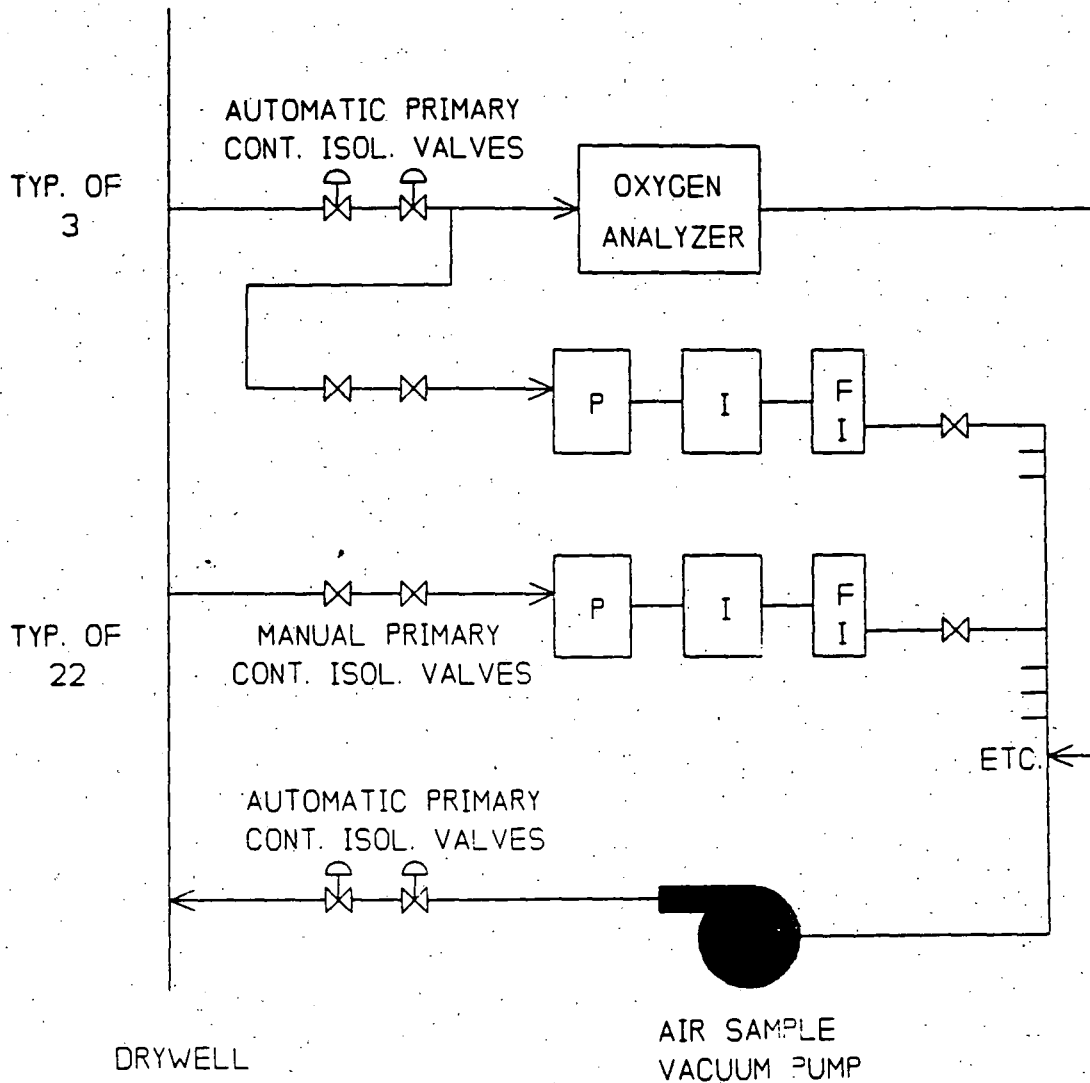 AUTOMATIC PRIMARY
CONT. ISOL. VALVES
TYP. OF
3
OXYGEN
ANALYZER
P
I
F
I
P
I
F
I
TYP. OF
22
MANUAL PRIMARY
CONT. ISOL. VALVES
ETC.
AUTOMATIC PRIMARY
CONT. ISOL. VALVES
DRYWELL
AIR SAMPLE
VACUUM PUMP